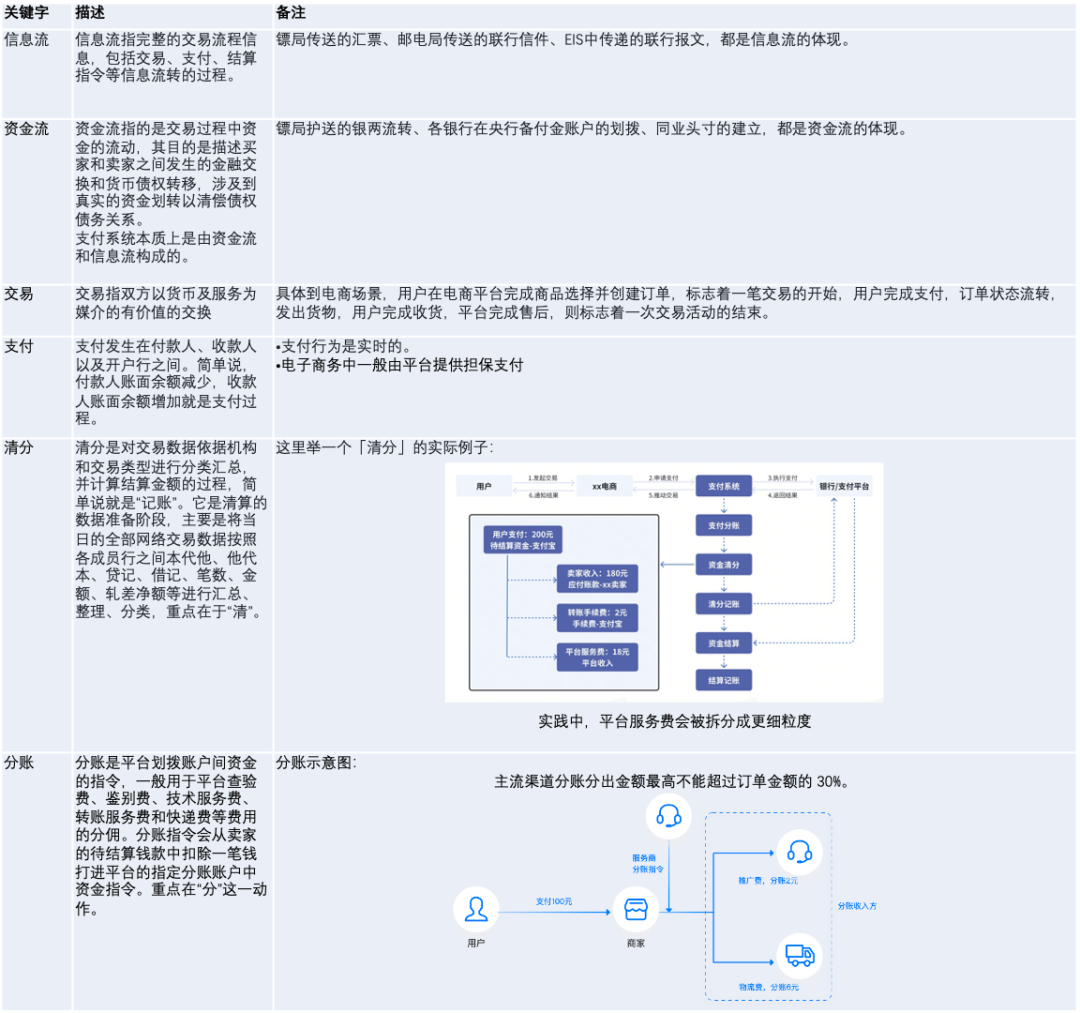 关键字 描述 备注
信息流 信息流指完整的交易流程信 镖局传送的汇票、邮电局传送的联行信件、EIS中传递的联行报文，都是信息流的体现。
息，包括交易、支付、结算
指令等信息流转的过程。
资金流 资金流指的是交易过程中资 镖局护送的银两流转、各银行在央行备付金账户的划拨、同业头寸的建立，都是资金流的体现。
金的流动，其目的是描述买
家和卖家之间发生的金融交
换和货币债权转移，涉及到
真实的资金划转以清偿债权
债务关系。
支付系统本质上是由资金流
和信息流构成的。
交易 交易指双方以货币及服务为 具体到电商场景，用户在电商平台完成商品选择并创建订单，标志着一笔交易的开始，用户完成支付，订单状态流转，
媒介的有价值的交换 发出货物，用户完成收货，平台完成售后，则标志着一次交易活动的结束。
支付 支付发生在付款人、收款人 •支付行为是实时的。
以及开户行之间。简单说， •电子商务中一般由平台提供担保支付
付款人账面余额减少，收款
人账面余额增加就是支付过
程。
清分 清分是对交易数据依据机构 这里举一个「清分」的实际例子：
和交易类型进行分类汇总，
并计算结算金额的过程，简
单说就是“记账”。它是清算的
数据准备阶段，主要是将当
日的全部网络交易数据按照
各成员行之间本代他、他代
本、贷记、借记、笔数、金
额、轧差净额等进行汇总、
整理、分类，重点在于“清”。
用户 1.发起交易 xx电商 2.申请支付 支付系统 3.执行支付 银行/支付平台
6.通知结果 5.推动交易 4.返回结果
支付分账
资金清分
清分记账
资金结算
结算记账
用户支付：200元
待结算资金-支付宝
卖家收入：180元
应付账款-xx卖家
转账手续费：2元
手续费-支付宝
平台服务费：18元
平台收入
实践中，平台服务费会被拆分成更细粒度
分账 分账是平台划拨账户间资金 分账示意图：
的指令，一般用于平台查验
费、鉴别费、技术服务费、
转账服务费和快递费等费用
的分佣。分账指令会从卖家
的待结算钱款中扣除一笔钱
打进平台的指定分账账户中
资金指令。重点在“分”这一动
作。
主流渠道分账分出金额最高不能超过订单金额的 30%。
服务商
分账指令
推广费，分账2元
支付100元
分账收入方
用户
商家
物流费，分账6元